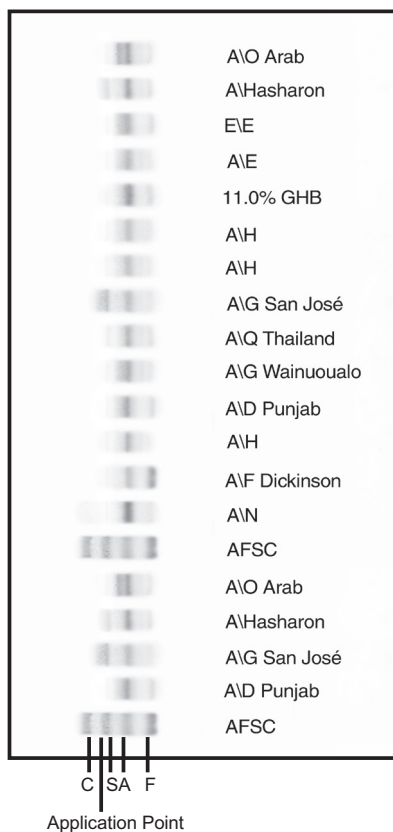 A\O Arab
A\Hasharon
E\E
A\E
11.0% GHB
A\H
A\H
A\G San José
A\Q Thailand
A\G Wainuoualo
A\D Punjab
A\H
A\F Dickinson
A\N
AFSC
A\O Arab
A\Hasharon
A\G San José
A\D Punjab
AFSC
C SA F
Application Point